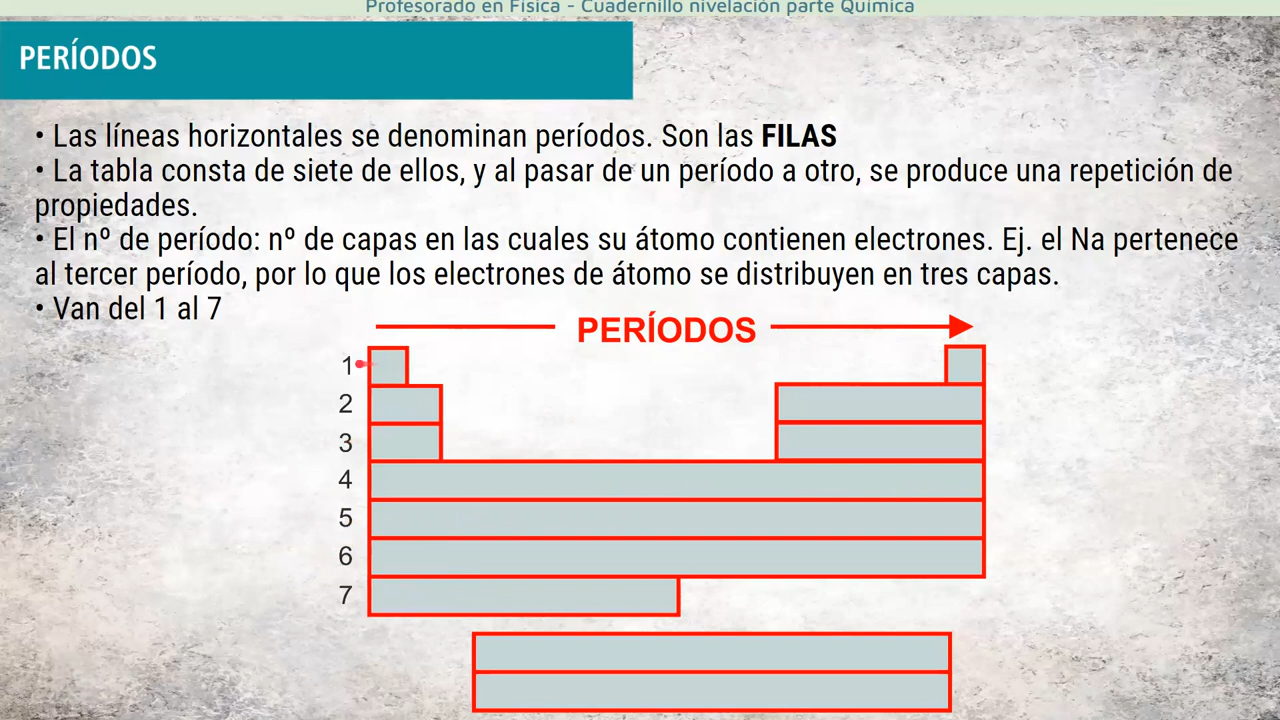 Profesorado en Física - Cuadernillo nivelación parte Química
PERÍODOS
• Las líneas horizontales se denominan períodos. Son las FILAS
• La tabla consta de siete de ellos, y al pasar de un período a otro, se produce una repetición de
propiedades.
• El nº de período: nº de capas en las cuales su átomo contienen electrones. Ej. el Na pertenece
al tercer período, por lo que los electrones de átomo se distribuyen en tres capas.
• Van del 1 al 7
PERÍODOS
1
2
3
4
5
6
7